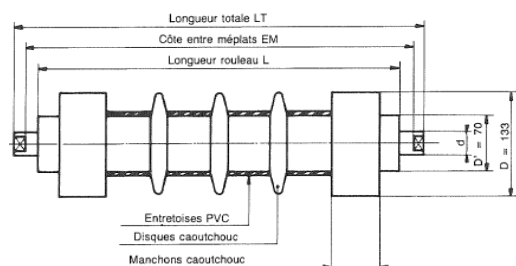 Longueur totale LT
Côte entre méplats EM
Longueur rouleau L
d
D' = 70
D = 133
Entretoises PVC
Disques caoutchouc
Manchons caoutchouc